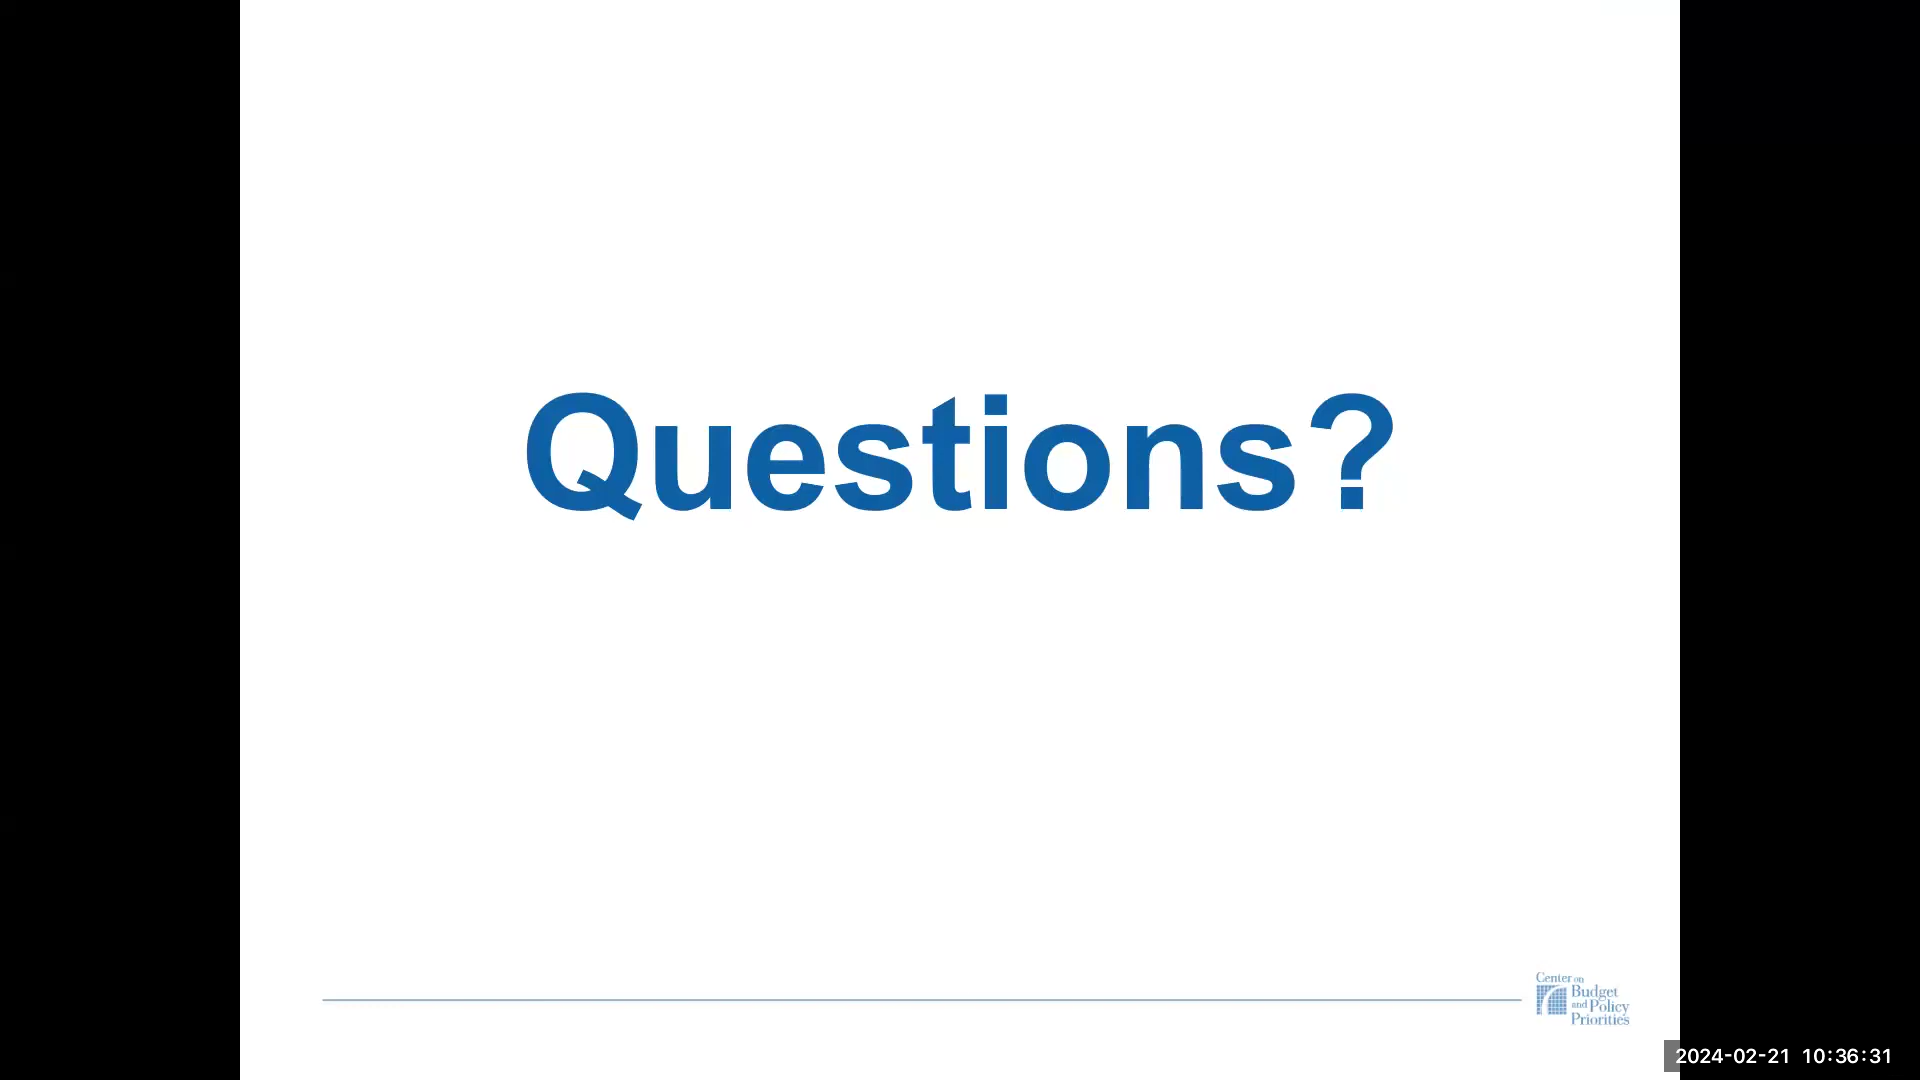 Questions?
Center on
Budget
and Policy
Priorities
2024-02-21 10:36:31